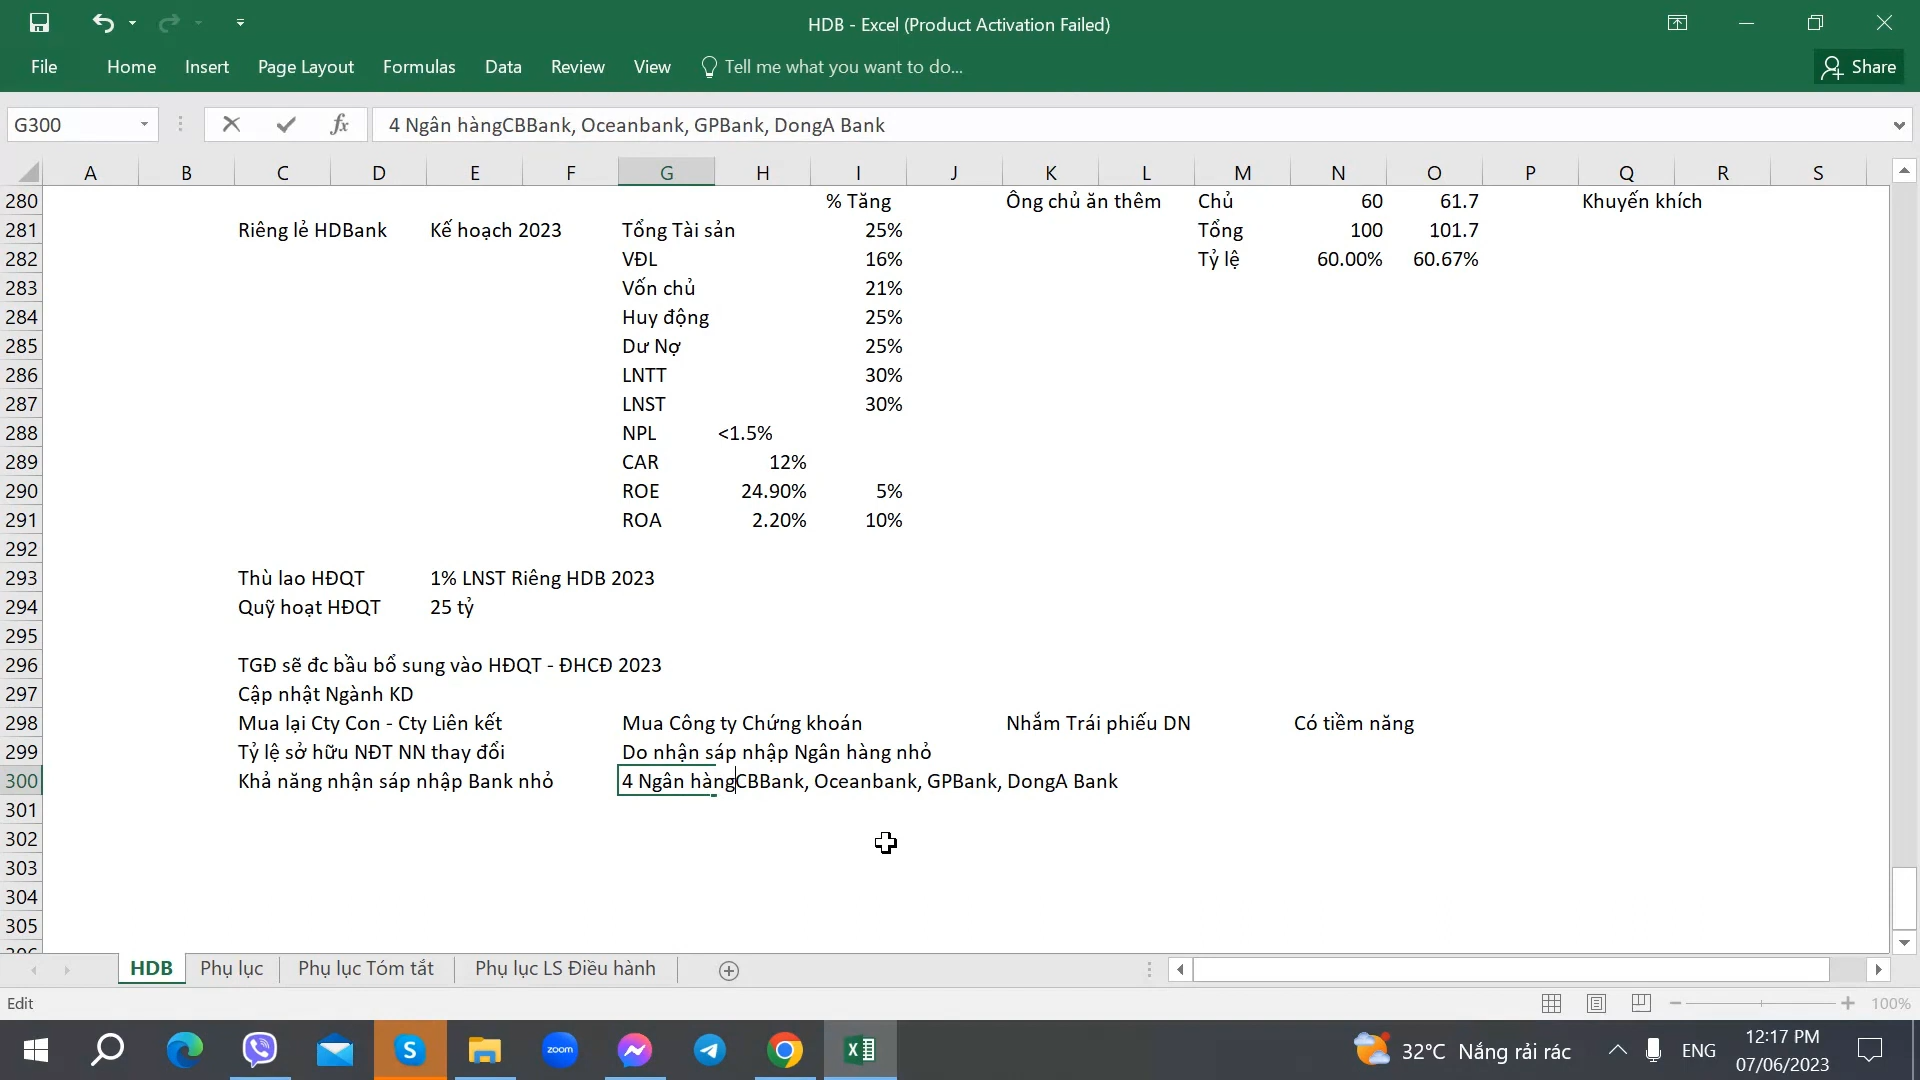 HDB - Excel (Product Activation Failed)
File Home Insert Page Layout Formulas Data Review View Tell me what you want to do... Share
G300 fx 4 Ngân hàngCBBank, Oceanbank, GPBank, DongA Bank
A B C D E F G H I J K L M N O P Q R S
280 % Tăng Ông chủ ăn thêm Chủ 60 61.7 Khuyến khích
281 Riêng lẻ HDBank Kế hoạch 2023 Tổng Tài sản 25% Tổng 100 101.7
282 VĐL 16% Tỷ lệ 60.00% 60.67%
283 Vốn chủ 21%
284 Huy động 25%
285 Dư Nợ 25%
286 LNTT 30%
287 LNST 30%
288 NPL <1.5%
289 CAR 12%
290 ROE 24.90% 5%
291 ROA 2.20% 10%
292
293 Thù lao HĐQT 1% LNST Riêng HDB 2023
294 Quỹ hoạt HĐQT 25 tỷ
295
296 TGĐ sẽ đc bầu bổ sung vào HĐQT - ĐHCĐ 2023
297 Cập nhật Ngành KD
298 Mua lại Cty Con - Cty Liên kết Mua Công ty Chứng khoán Nhắm Trái phiếu DN Có tiềm năng
299 Tỷ lệ sở hữu NĐT NN thay đổi Do nhận sáp nhập Ngân hàng nhỏ
300 Khả năng nhận sáp nhập Bank nhỏ 4 Ngân hàngCBBank, Oceanbank, GPBank, DongA Bank
301
302
303
304
305
306
HDB Phụ lục Phụ lục Tóm tắt Phụ lục LS Điều hành
Edit 100%
S zoom 32°C Nắng rải rác ENG 12:17 PM
07/06/2023